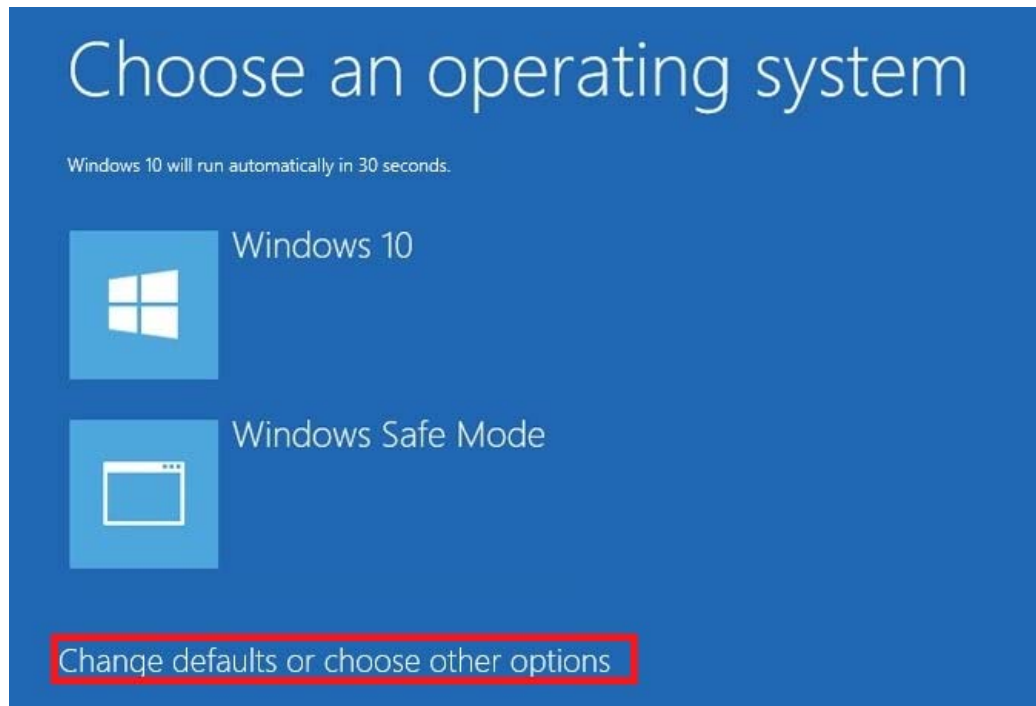 Choose an operating system
Windows 10 will run automatically in 30 seconds.
Windows 10
Windows Safe Mode
Change defaults or choose other options